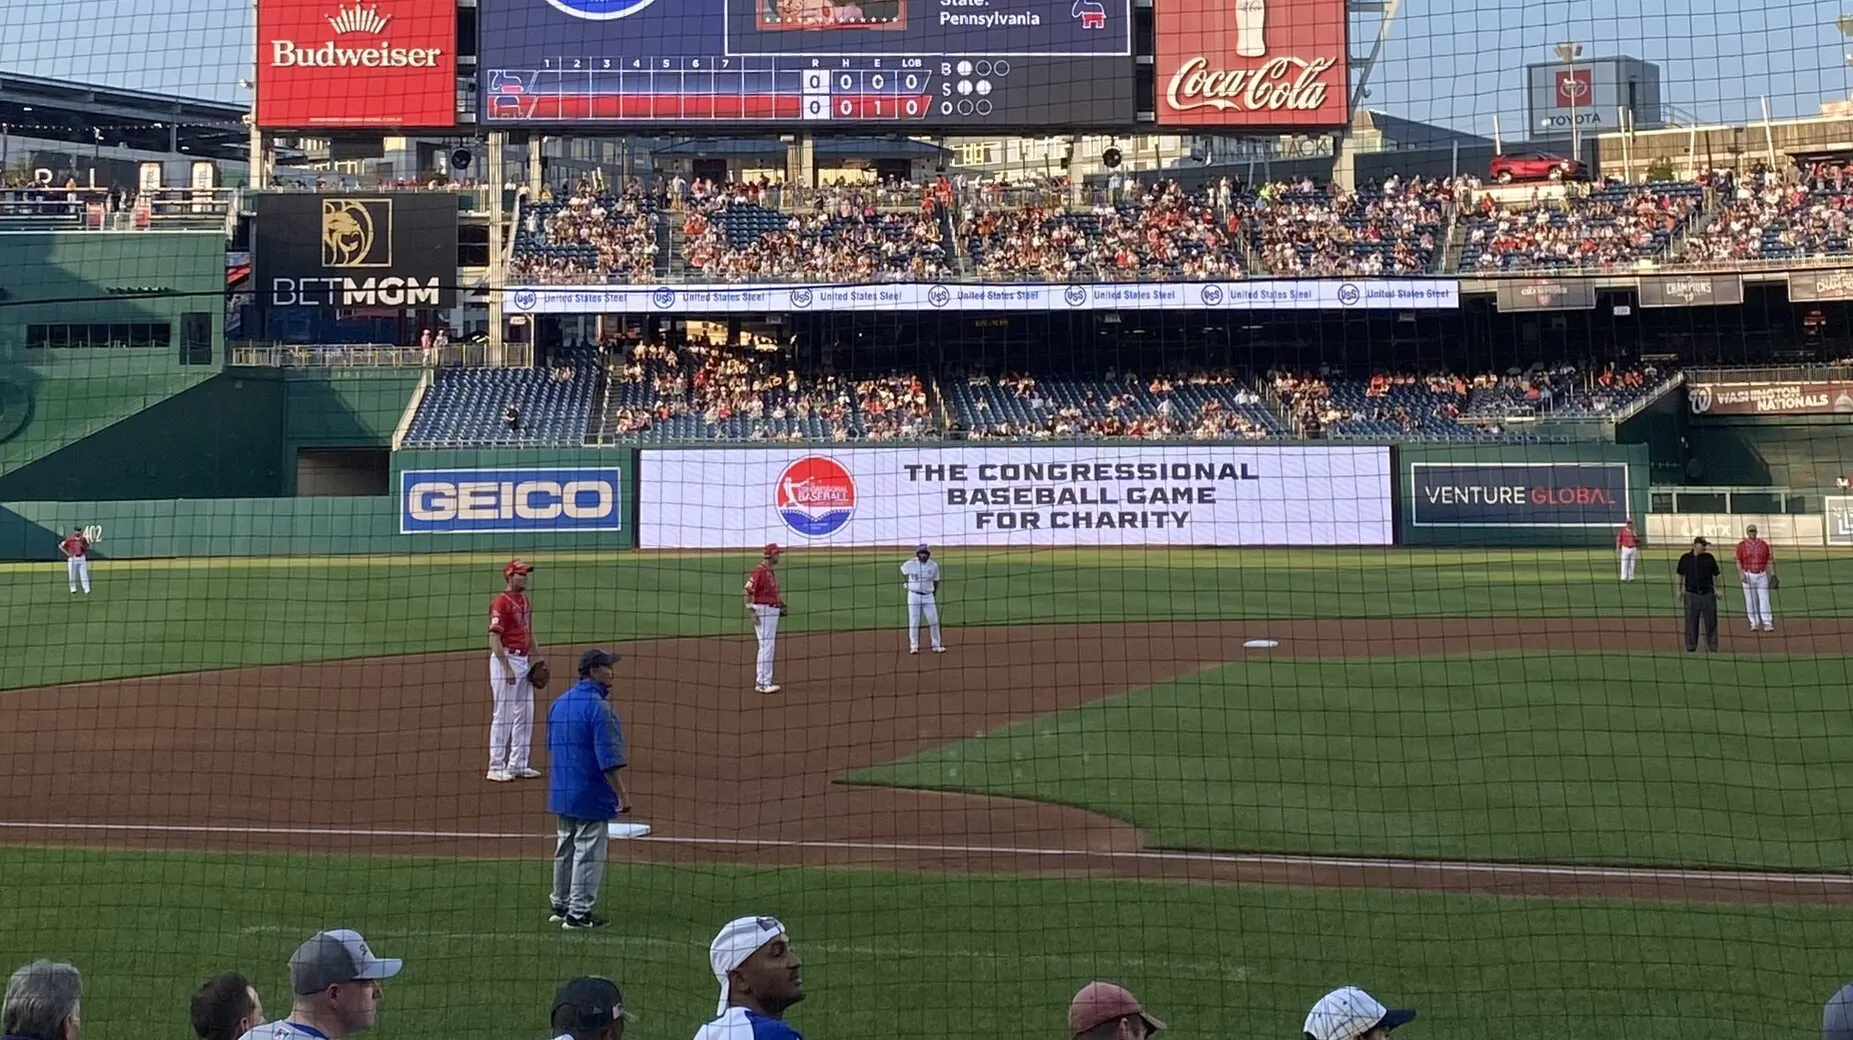 State:
Pennsylvania
Budweiser
Coca-Cola
1 2 3 4 5 6 7 R H E LOB
0 0 0 0
0 0 1 0
B
S
O
TOYOTA
BETMGM
United States Steel United States Steel United States Steel United States Steel United States Steel United States Steel United States Steel
CHAMPIONS
WASHINGTON
NATIONALS
GEICO
BASEBALL
THE CONGRESSIONAL
BASEBALL GAME
FOR CHARITY
VENTURE GLOBAL
402